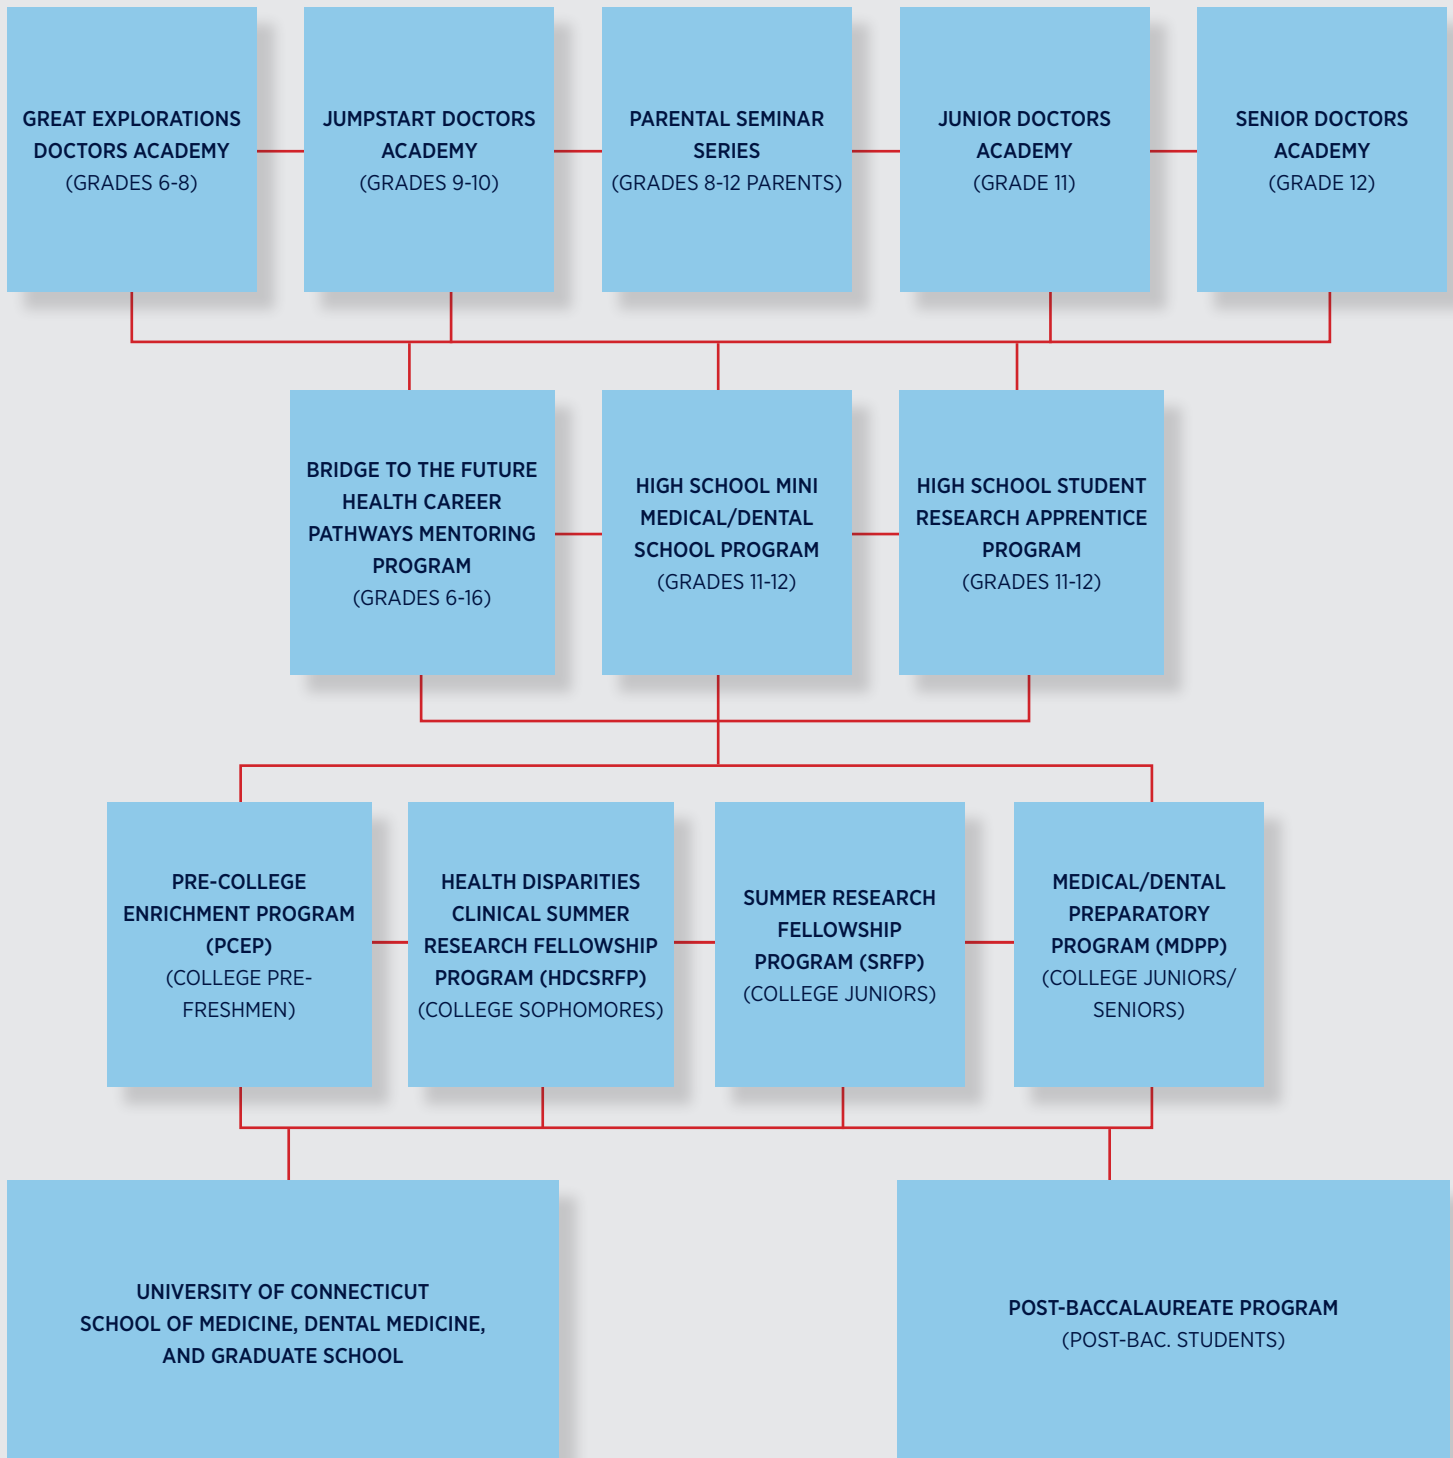 GREAT EXPLORATIONS
DOCTORS ACADEMY
(GRADES 6-8)
JUMPSTART DOCTORS
ACADEMY
(GRADES 9-10)
PARENTAL SEMINAR
SERIES
(GRADES 8-12 PARENTS)
JUNIOR DOCTORS
ACADEMY
(GRADE 11)
SENIOR DOCTORS
ACADEMY
(GRADE 12)
BRIDGE TO THE FUTURE
HEALTH CAREER
PATHWAYS MENTORING
PROGRAM
(GRADES 6-16)
HIGH SCHOOL MINI
MEDICAL/DENTAL
SCHOOL PROGRAM
(GRADES 11-12)
HIGH SCHOOL STUDENT
RESEARCH APPRENTICE
PROGRAM
(GRADES 11-12)
PRE-COLLEGE
ENRICHMENT PROGRAM
(PCEP)
(COLLEGE PRE-
FRESHMEN)
HEALTH DISPARITIES
CLINICAL SUMMER
RESEARCH FELLOWSHIP
PROGRAM (HDCSRFP)
(COLLEGE SOPHOMORES)
SUMMER RESEARCH
FELLOWSHIP
PROGRAM (SRFP)
(COLLEGE JUNIORS)
MEDICAL/DENTAL
PREPARATORY
PROGRAM (MDPP)
(COLLEGE JUNIORS/
SENIORS)
UNIVERSITY OF CONNECTICUT
SCHOOL OF MEDICINE, DENTAL MEDICINE,
AND GRADUATE SCHOOL
POST-BACCALAUREATE PROGRAM
(POST-BAC. STUDENTS)